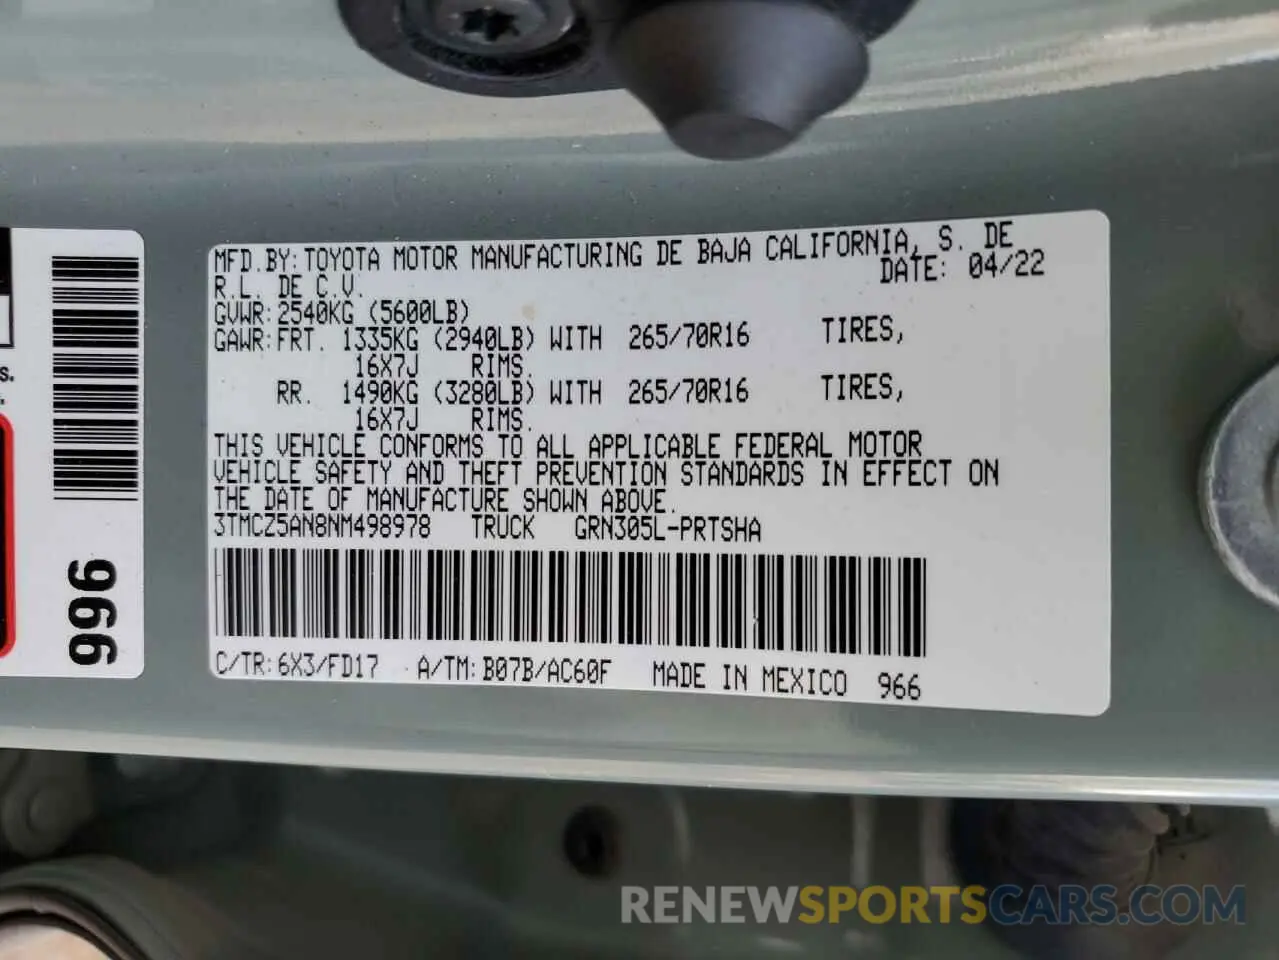 MFD.BY: TOYOTA MOTOR MANUFACTURING DE BAJA CALIFORNIA, S. DE
R.L. DE C.V. DATE: 04/22
GVWR: 2540KG (5600LB)
GAWR: FRT. 1335KG (2940LB) WITH 265/70R16 TIRES,
16X7J RIMS.
RR. 1490KG (3280LB) WITH 265/70R16 TIRES,
16X7J RIMS.
THIS VEHICLE CONFORMS TO ALL APPLICABLE FEDERAL MOTOR
VEHICLE SAFETY AND THEFT PREVENTION STANDARDS IN EFFECT ON
THE DATE OF MANUFACTURE SHOWN ABOVE.
3TMCZ5AN8NM498978 TRUCK GRN305L-PRTSHA
C/TR: 6X3/FD17 A/TM: B07B/AC60F MADE IN MEXICO 966
966
RENEWSPORTSCARS.COM